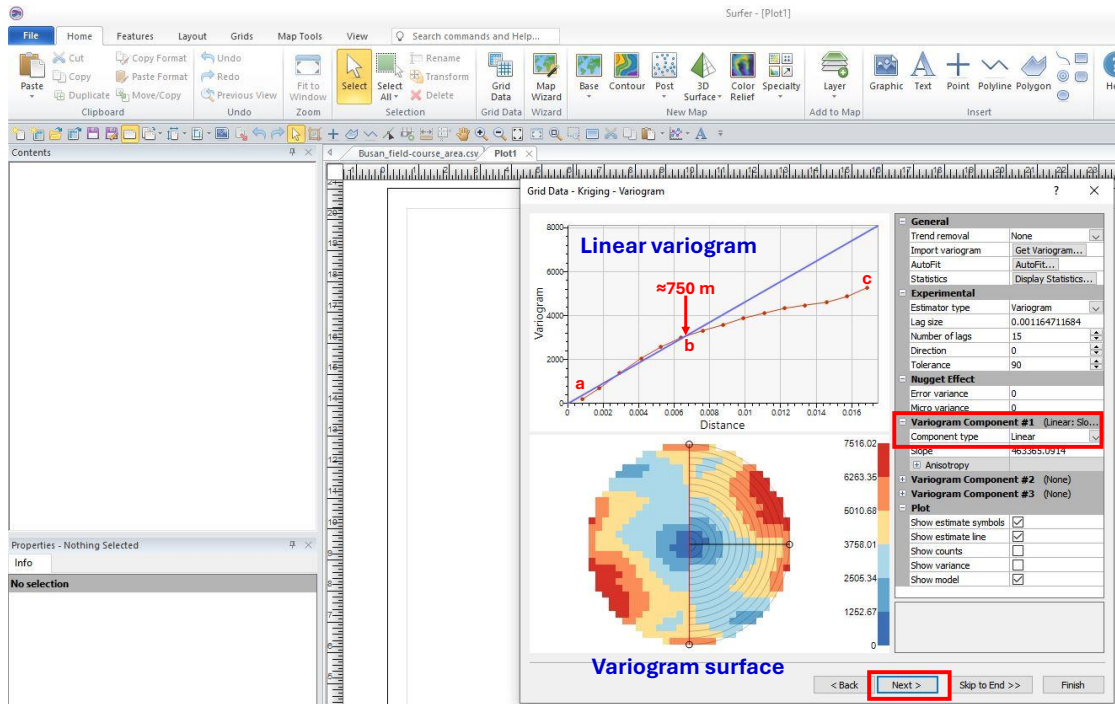 Surfer - [Plot1]
File Home Features Layout Grids Map Tools View Search commands and Help...
Paste
Cut
Copy
Duplicate
Copy Format
Paste Format
Move/Copy
Clipboard
Undo
Redo
Previous View
Undo
Fit to Window
Zoom
Select
Select All
Rename
Transform
Delete
Selection
Grid Data
Grid Data
Map Wizard
Wizard
Base Contour Post 3D Surface Color Relief Specialty
New Map
Layer
Add to Map
Graphic Text Point Polyline Polygon
Insert
Contents
Busan_field-course_area.csv Plot1
Properties - Nothing Selected
Info
No selection
Grid Data - Kriging - Variogram
? X
Linear variogram
≈750 m
a
b
c
Variogram
8000
6000
4000
2000
0
0 0.002 0.004 0.006 0.008 0.01 0.012 0.014 0.016
Distance
7516.02
6263.35
5010.68
3758.01
2505.34
1252.67
0
Variogram surface
General
Trend removal None
Import variogram Get Variogram...
AutoFit AutoFit...
Statistics Display Statistics...
Experimental
Estimator type Variogram
Lag size 0.001164711684
Number of lags 15
Direction 0
Tolerance 90
Nugget Effect
Error variance 0
Micro variance 0
Variogram Component #1 (Linear: Slo...
Component type Linear
Slope 463365.0914
Anisotropy
Variogram Component #2 (None)
Variogram Component #3 (None)
Plot
Show estimate symbols
Show estimate line
Show counts
Show variance
Show model
< Back Next > Skip to End >> Finish